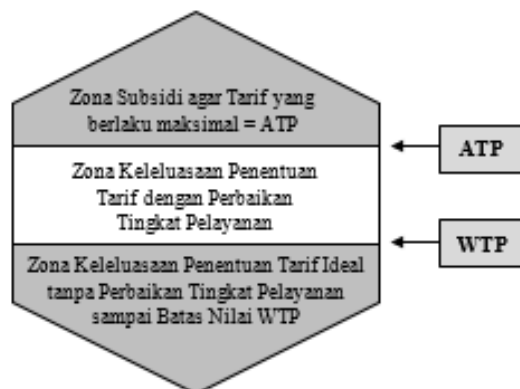 Zona Subsidi agar Tarif yang
berlaku maksimal = ATP
ATP
Zona Keleluasaan Penentuan
Tarif dengan Perbaikan
Tingkat Pelayanan
WTP
Zona Keleluasaan Penentuan Tarif Ideal
tanpa Perbaikan Tingkat Pelayanan
sampai Batas Nilai WTP